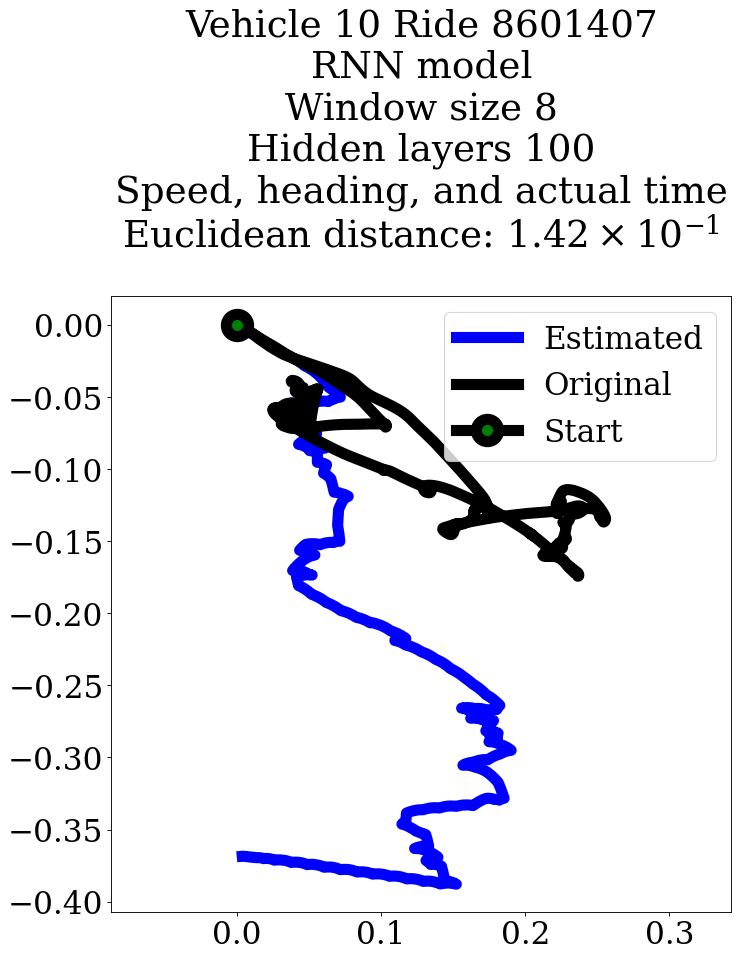 Vehicle 10 Ride 8601407
RNN model
Window size 8
Hidden layers 100
Speed, heading, and actual time
Euclidean distance: 1.42 × 10⁻¹
Estimated
Original
Start
0.00
−0.05
−0.10
−0.15
−0.20
−0.25
−0.30
−0.35
−0.40
0.0 0.1 0.2 0.3